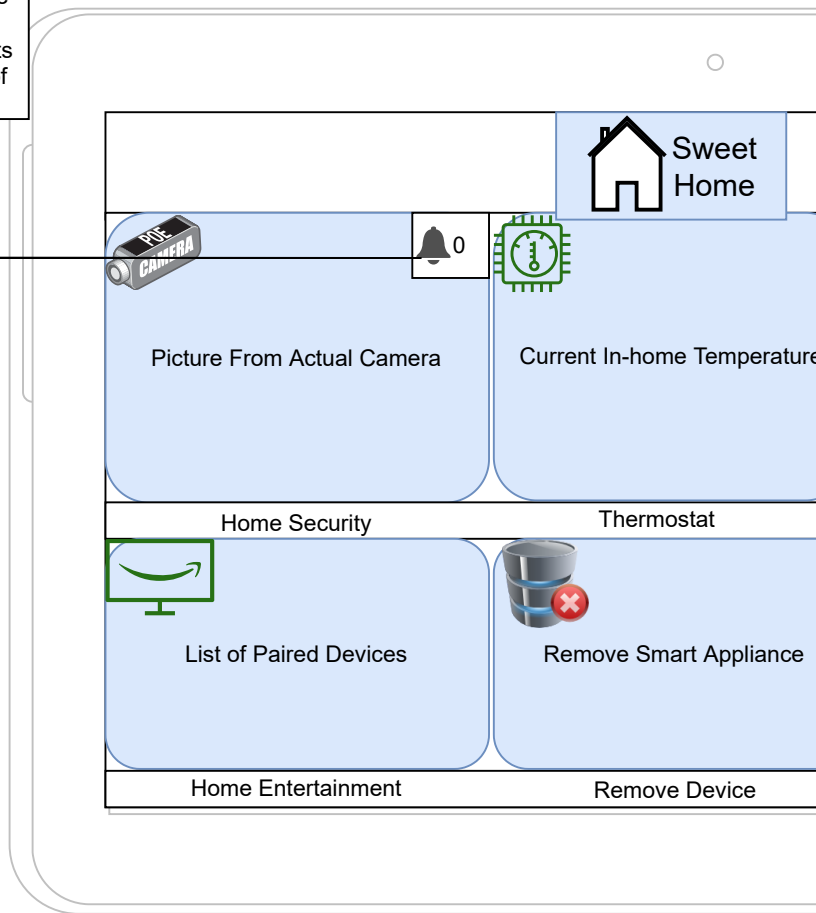 Sweet
Home
POE
CAMERA
0
Picture From Actual Camera
Current In-home Temperature
Home Security
Thermostat
List of Paired Devices
Remove Smart Appliance
Home Entertainment
Remove Device